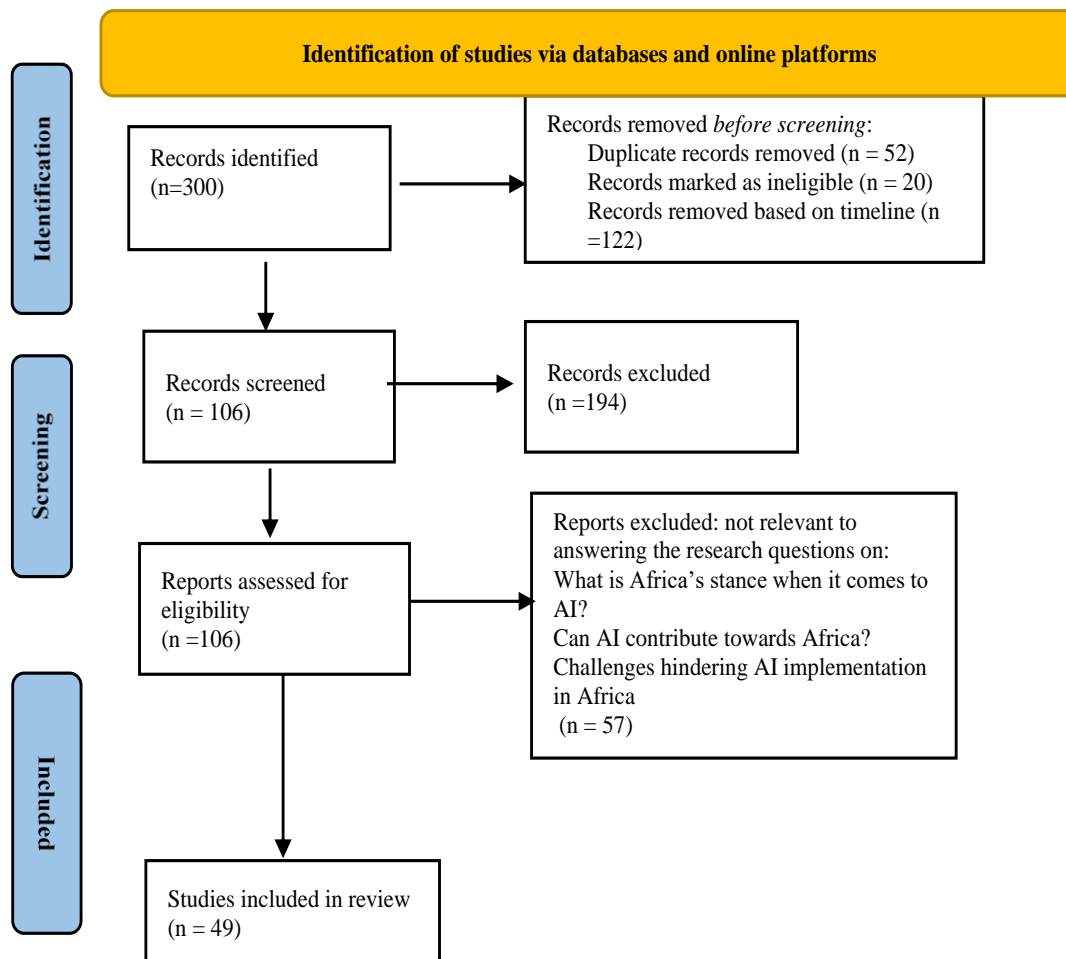 Identification of studies via databases and online platforms
Identification
Records identified
(n=300)
Records removed before screening:
Duplicate records removed (n = 52)
Records marked as ineligible (n = 20)
Records removed based on timeline (n
=122)
Screening
Records screened
(n = 106)
Records excluded
(n =194)
Reports assessed for
eligibility
(n =106)
Reports excluded: not relevant to
answering the research questions on:
What is Africa’s stance when it comes to
AI?
Can AI contribute towards Africa?
Challenges hindering AI implementation
in Africa
(n = 57)
Included
Studies included in review
(n = 49)